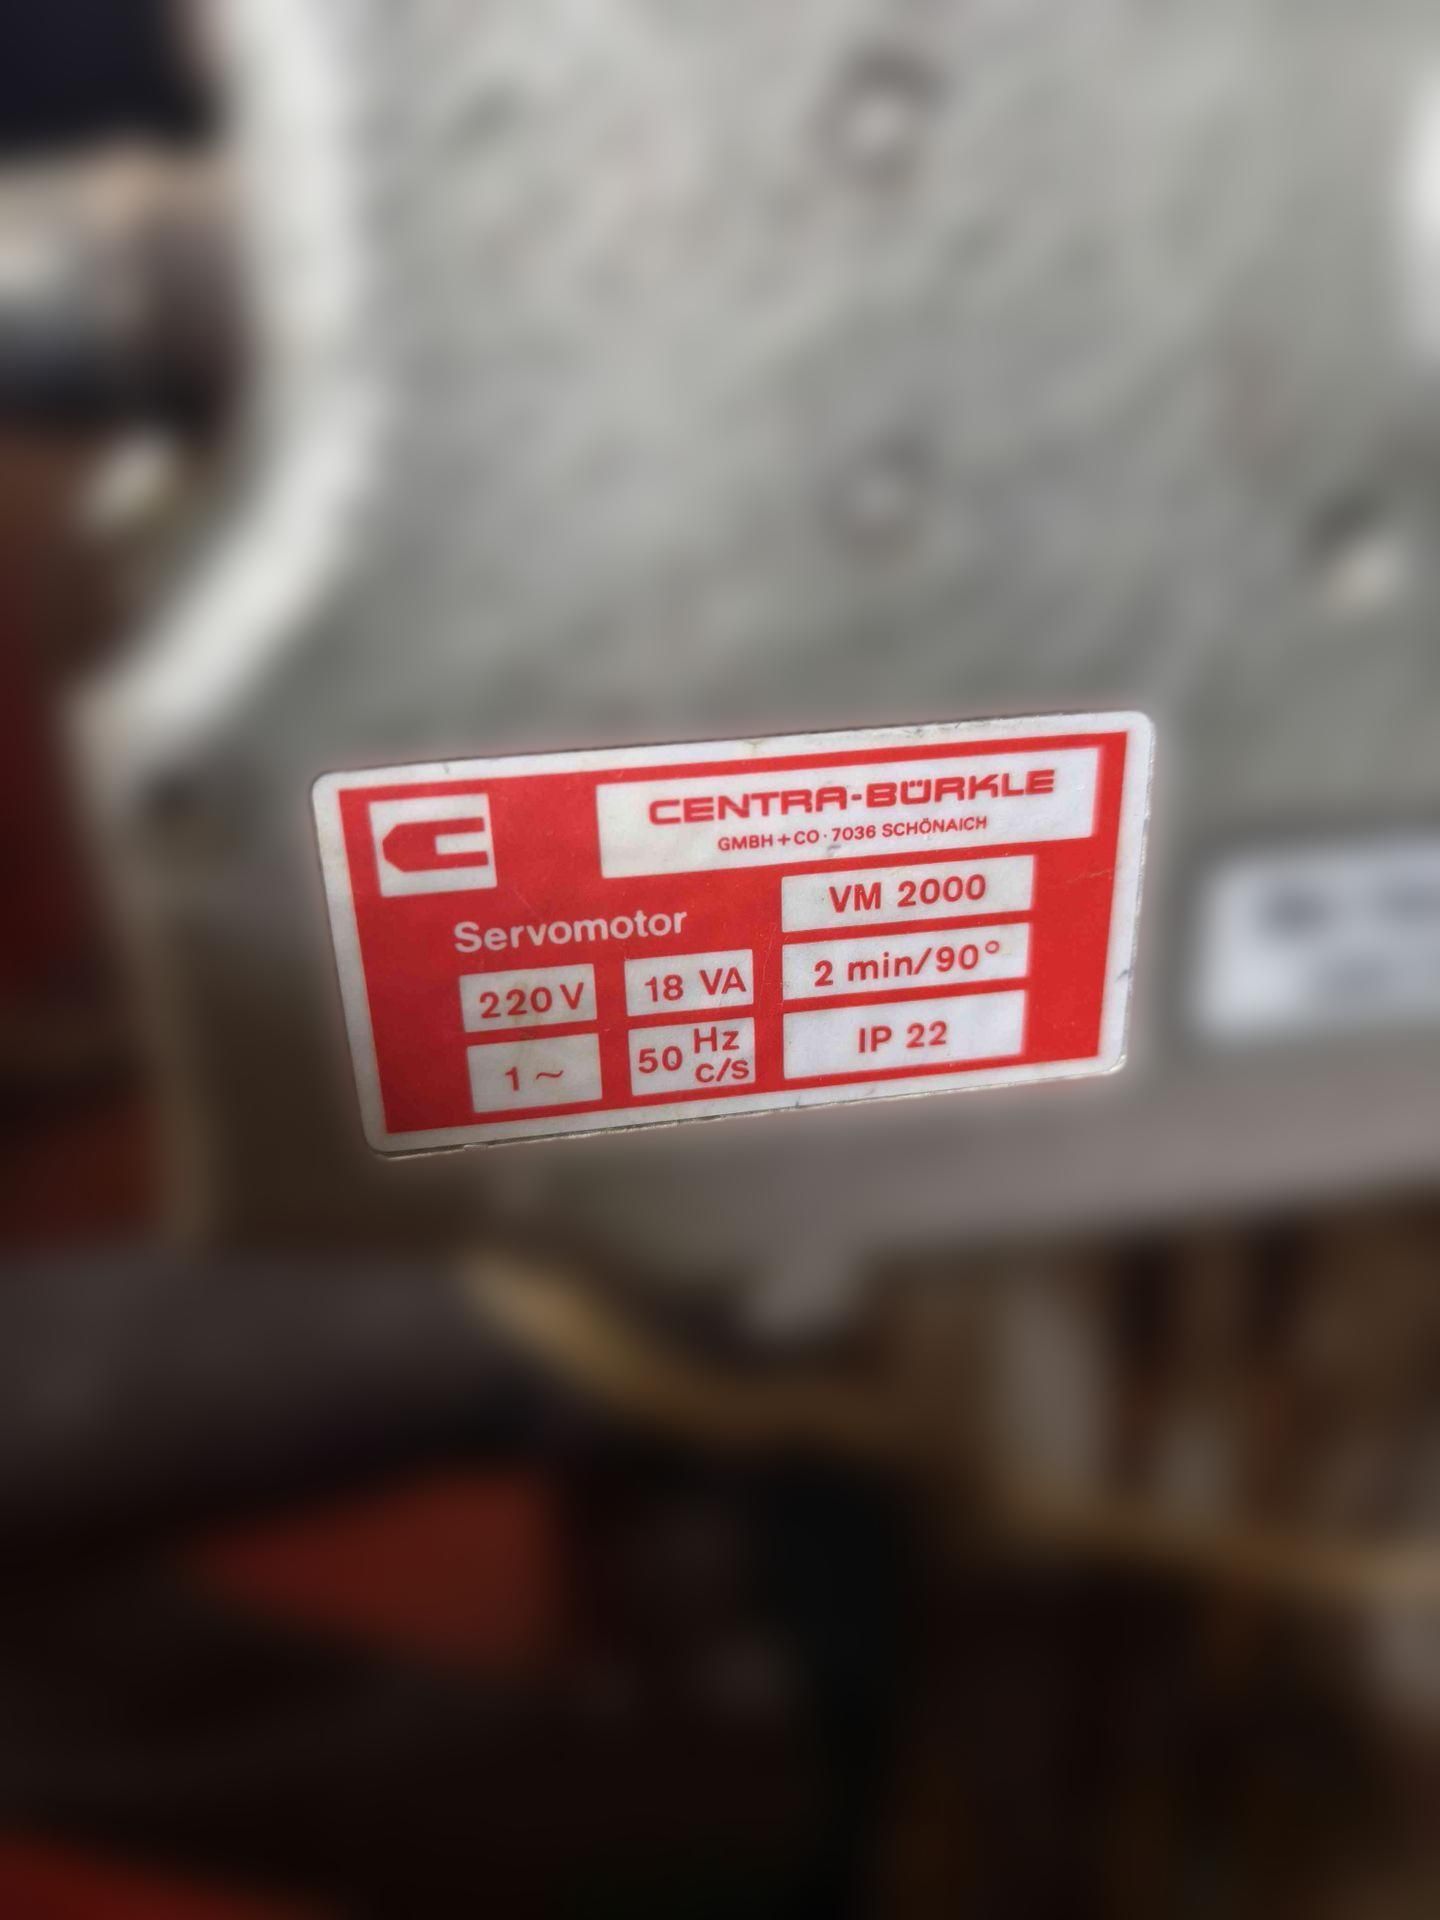 CENTRA-BÜRKLE
GMBH + CO · 7036 SCHÖNAICH
Servomotor
VM 2000
220 V
18 VA
2 min/90°
1 ~
50 Hz c/s
IP 22